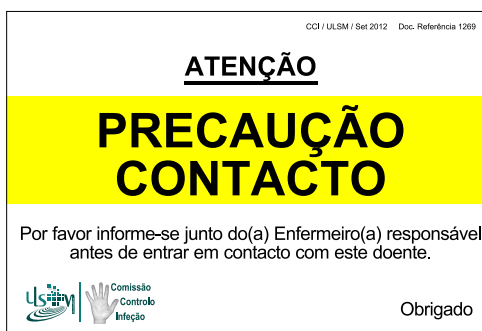 CCI / ULSM / Set 2012 Doc. Referência 1269
ATENÇÃO
PRECAUÇÃO
CONTACTO
Por favor informe-se junto do(a) Enfermeiro(a) responsável
antes de entrar em contacto com este doente.
ulsm
Comissão
Controlo
Infeção
Obrigado